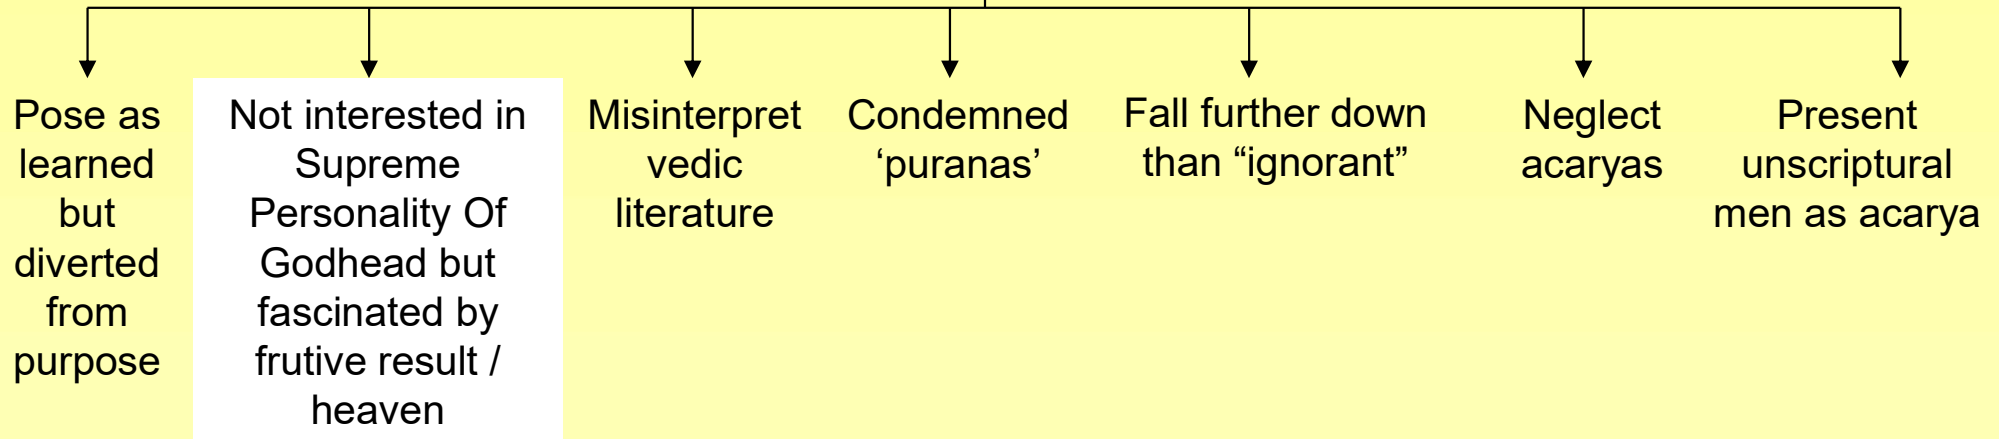 Pose as
learned
but
diverted
from
purpose
Not interested in
Supreme
Personality Of
Godhead but
fascinated by
frutive result /
heaven
Misinterpret
vedic
literature
Condemned
‘puranas’
Fall further down
than “ignorant”
Neglect
acaryas
Present
unscriptural
men as acarya